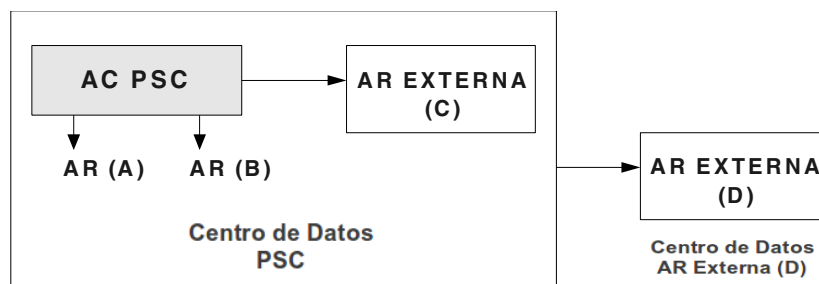 AC PSC
AR EXTERNA
(C)
AR (A)
AR (B)
AR EXTERNA
(D)
Centro de Datos
PSC
Centro de Datos
AR Externa (D)